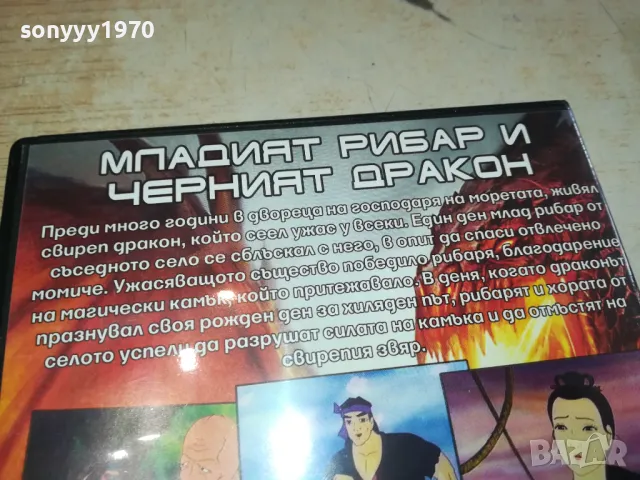 sonyyy1970
МЛАДИЯТ РИБАР И
ЧЕРНИЯТ ДРАКОН
Преди много години в двореца на господаря на моретата, живял
свиреп дракон, който сеел ужас у всеки. Един ден млад рибар от
съседното село се сблъскал с него, в опит да спаси отвлечено
момиче. Ужасяващото същество победило рибаря, благодарение
на магически камък, който притежавало. В деня, когато драконът
празнувал своя рожден ден за хиляден път, рибарят и хората от
селото успели да разрушат силата на камъка и да отмъстят на
свирепия звяр.
BAZAR